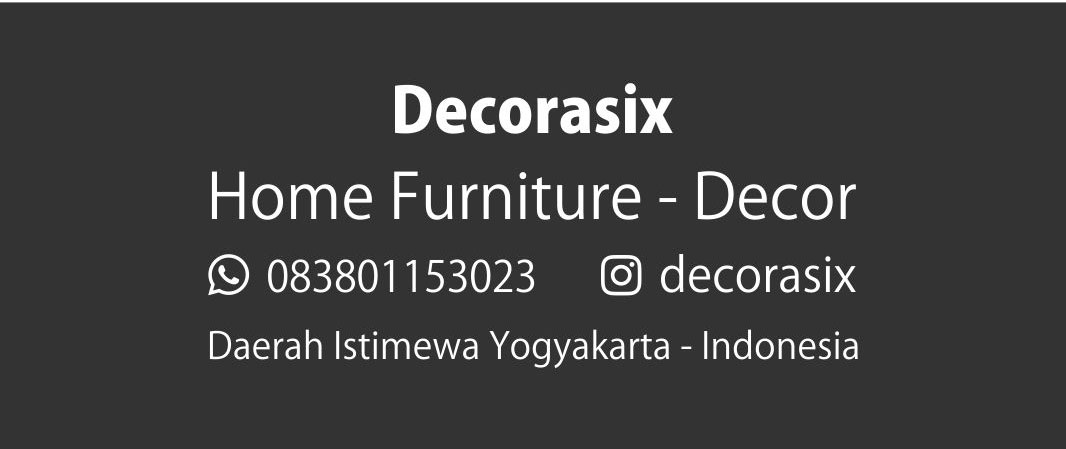 Decorasix
Home Furniture - Decor
083801153023 decorasix
Daerah Istimewa Yogyakarta - Indonesia